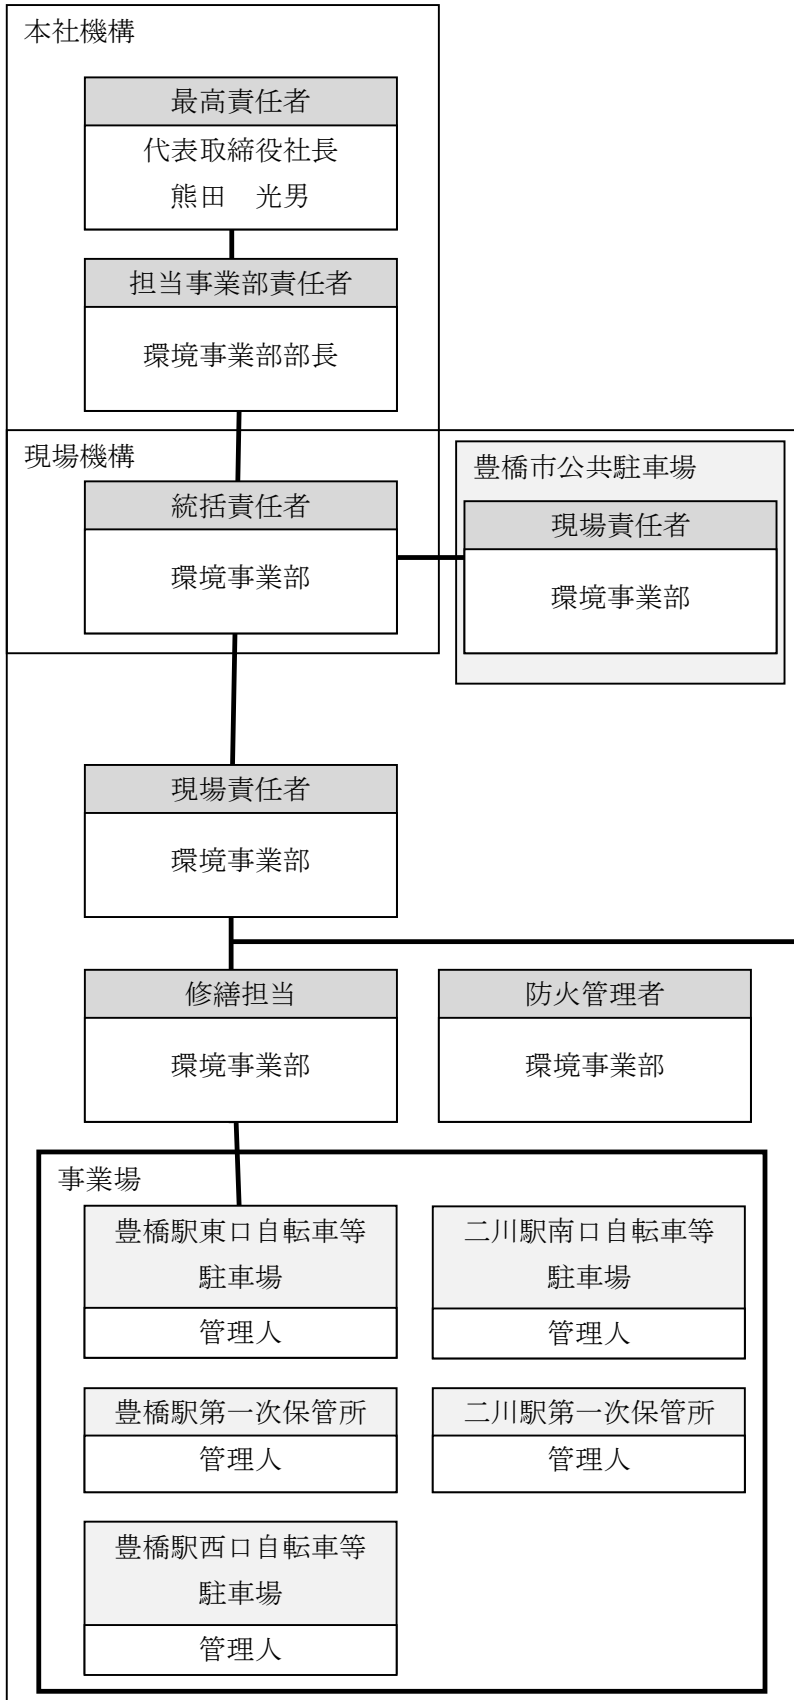 本社機構
最高責任者
代表取締役社長
熊田　光男
担当事業部責任者
環境事業部部長
現場機構
統括責任者
環境事業部
豊橋市公共駐車場
現場責任者
環境事業部
現場責任者
環境事業部
修繕担当
環境事業部
防火管理者
環境事業部
事業場
豊橋駅東口自転車等
駐車場
管理人
二川駅南口自転車等
駐車場
管理人
豊橋駅第一次保管所
管理人
二川駅第一次保管所
管理人
豊橋駅西口自転車等
駐車場
管理人